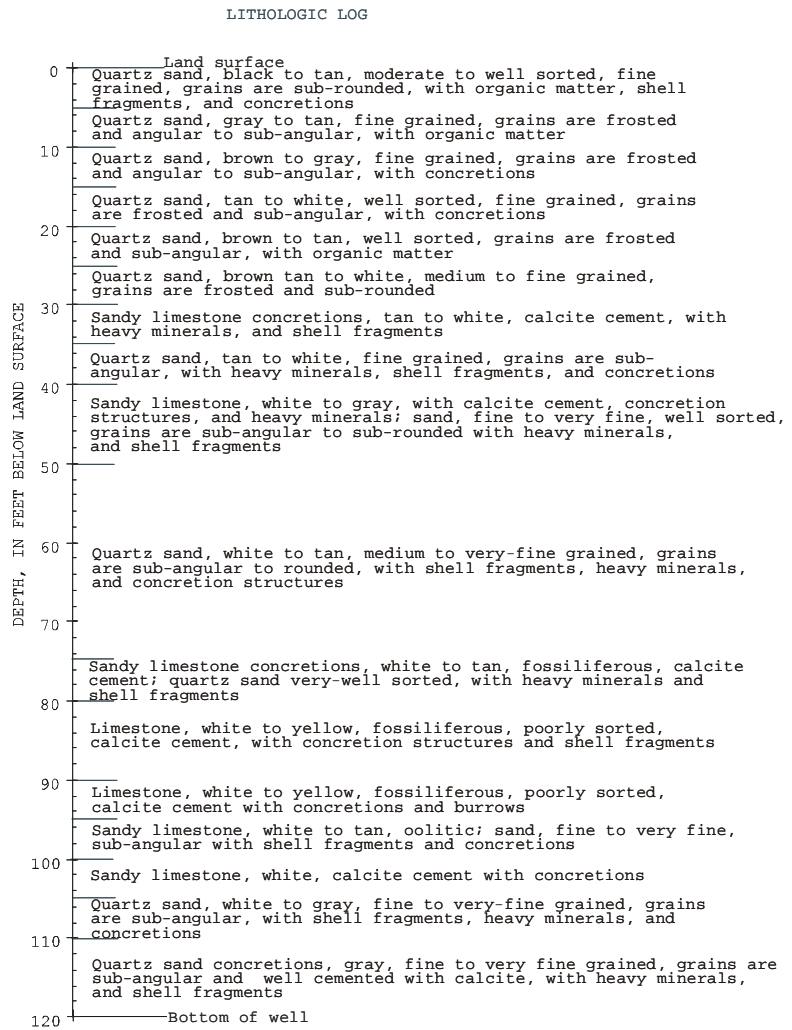 LITHOLOGIC LOG
DEPTH, IN FEET BELOW LAND SURFACE
0
Land surface
Quartz sand, black to tan, moderate to well sorted, fine
grained, grains are sub-rounded, with organic matter, shell
fragments, and concretions
Quartz sand, gray to tan, fine grained, grains are frosted
and angular to sub-angular, with organic matter
10
Quartz sand, brown to gray, fine grained, grains are frosted
and angular to sub-angular, with concretions
Quartz sand, tan to white, well sorted, fine grained, grains
are frosted and sub-angular, with concretions
20
Quartz sand, brown to tan, well sorted, grains are frosted
and sub-angular, with organic matter
Quartz sand, brown tan to white, medium to fine grained,
grains are frosted and sub-rounded
30
Sandy limestone concretions, tan to white, calcite cement, with
heavy minerals, and shell fragments
Quartz sand, tan to white, fine grained, grains are sub-
angular, with heavy minerals, shell fragments, and concretions
40
Sandy limestone, white to gray, with calcite cement, concretion
structures, and heavy minerals; sand, fine to very fine, well sorted,
grains are sub-angular to sub-rounded with heavy minerals,
and shell fragments
50
60
Quartz sand, white to tan, medium to very-fine grained, grains
are sub-angular to rounded, with shell fragments, heavy minerals,
and concretion structures
70
Sandy limestone concretions, white to tan, fossiliferous, calcite
cement; quartz sand very-well sorted, with heavy minerals and
shell fragments
80
Limestone, white to yellow, fossiliferous, poorly sorted,
calcite cement, with concretion structures and shell fragments
90
Limestone, white to yellow, fossiliferous, poorly sorted,
calcite cement with concretions and burrows
Sandy limestone, white to tan, oolitic; sand, fine to very fine,
sub-angular with shell fragments and concretions
100
Sandy limestone, white, calcite cement with concretions
Quartz sand, white to gray, fine to very-fine grained, grains
are sub-angular, with shell fragments, heavy minerals, and
concretions
110
Quartz sand concretions, gray, fine to very fine grained, grains are
sub-angular and well cemented with calcite, with heavy minerals,
and shell fragments
120
Bottom of well